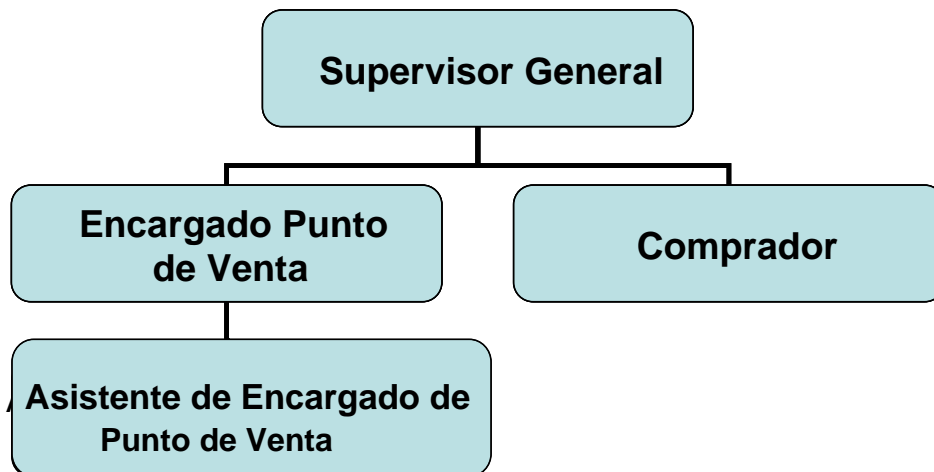 Supervisor General
Encargado Punto
de Venta
Comprador
Asistente de Encargado de
Punto de Venta